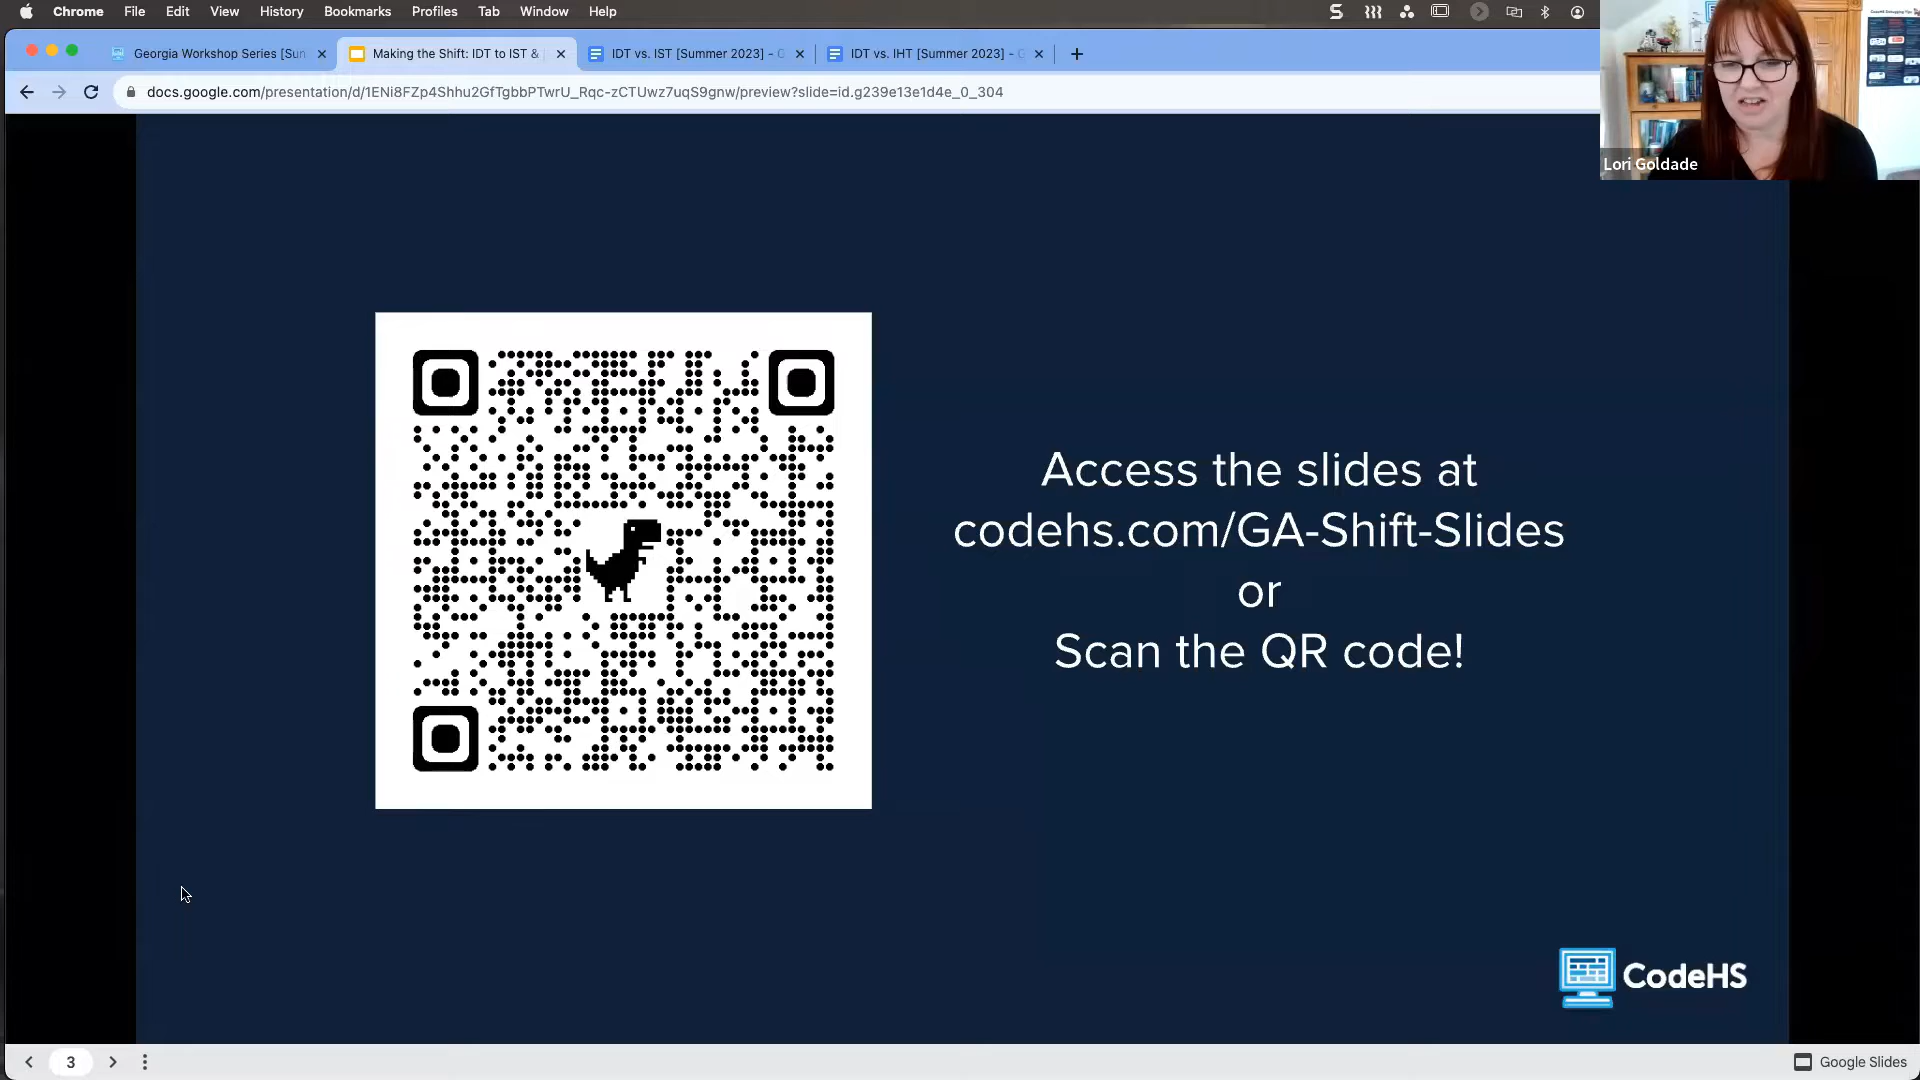 Chrome File Edit View History Bookmarks Profiles Tab Window Help
Georgia Workshop Series [Sun
Making the Shift: IDT to IST &
IDT vs. IST [Summer 2023] - G
IDT vs. IHT [Summer 2023] - G
docs.google.com/presentation/d/1ENi8FZp4Shhu2GfTgbbPTwrU_Rqc-zCTUwz7uqS9gnw/preview?slide=id.g239e13e1d4e_0_304
Lori Goldade
Access the slides at
codehs.com/GA-Shift-Slides
or
Scan the QR code!
CodeHS
3
Google Slides